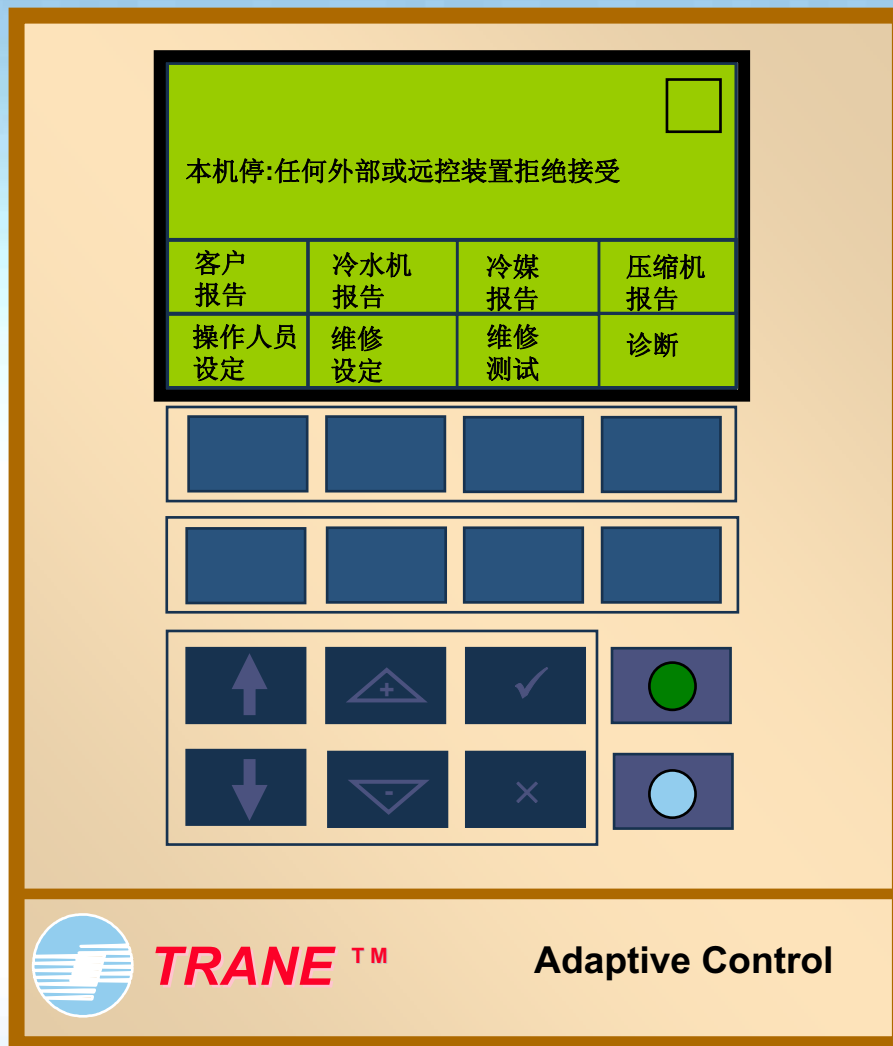 本机停:任何外部或远控装置拒绝接受
客户 冷水机 冷媒 压缩机
报告 报告 报告 报告
操作人员 维修 维修 诊断
设定 设定 测试
+
-
TRANE TM Adaptive Control